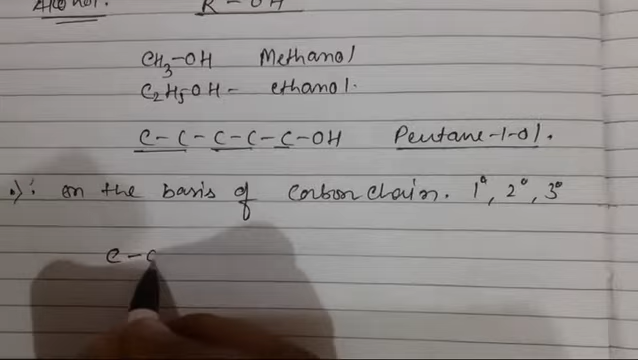 Alcohol. R-OH
CH3-OH Methanol
C2H5OH - ethanol.
C-C-C-C-C-OH Pentane-1-ol.
→: on the basis of Carbon chain. 1°, 2°, 3°
C-C